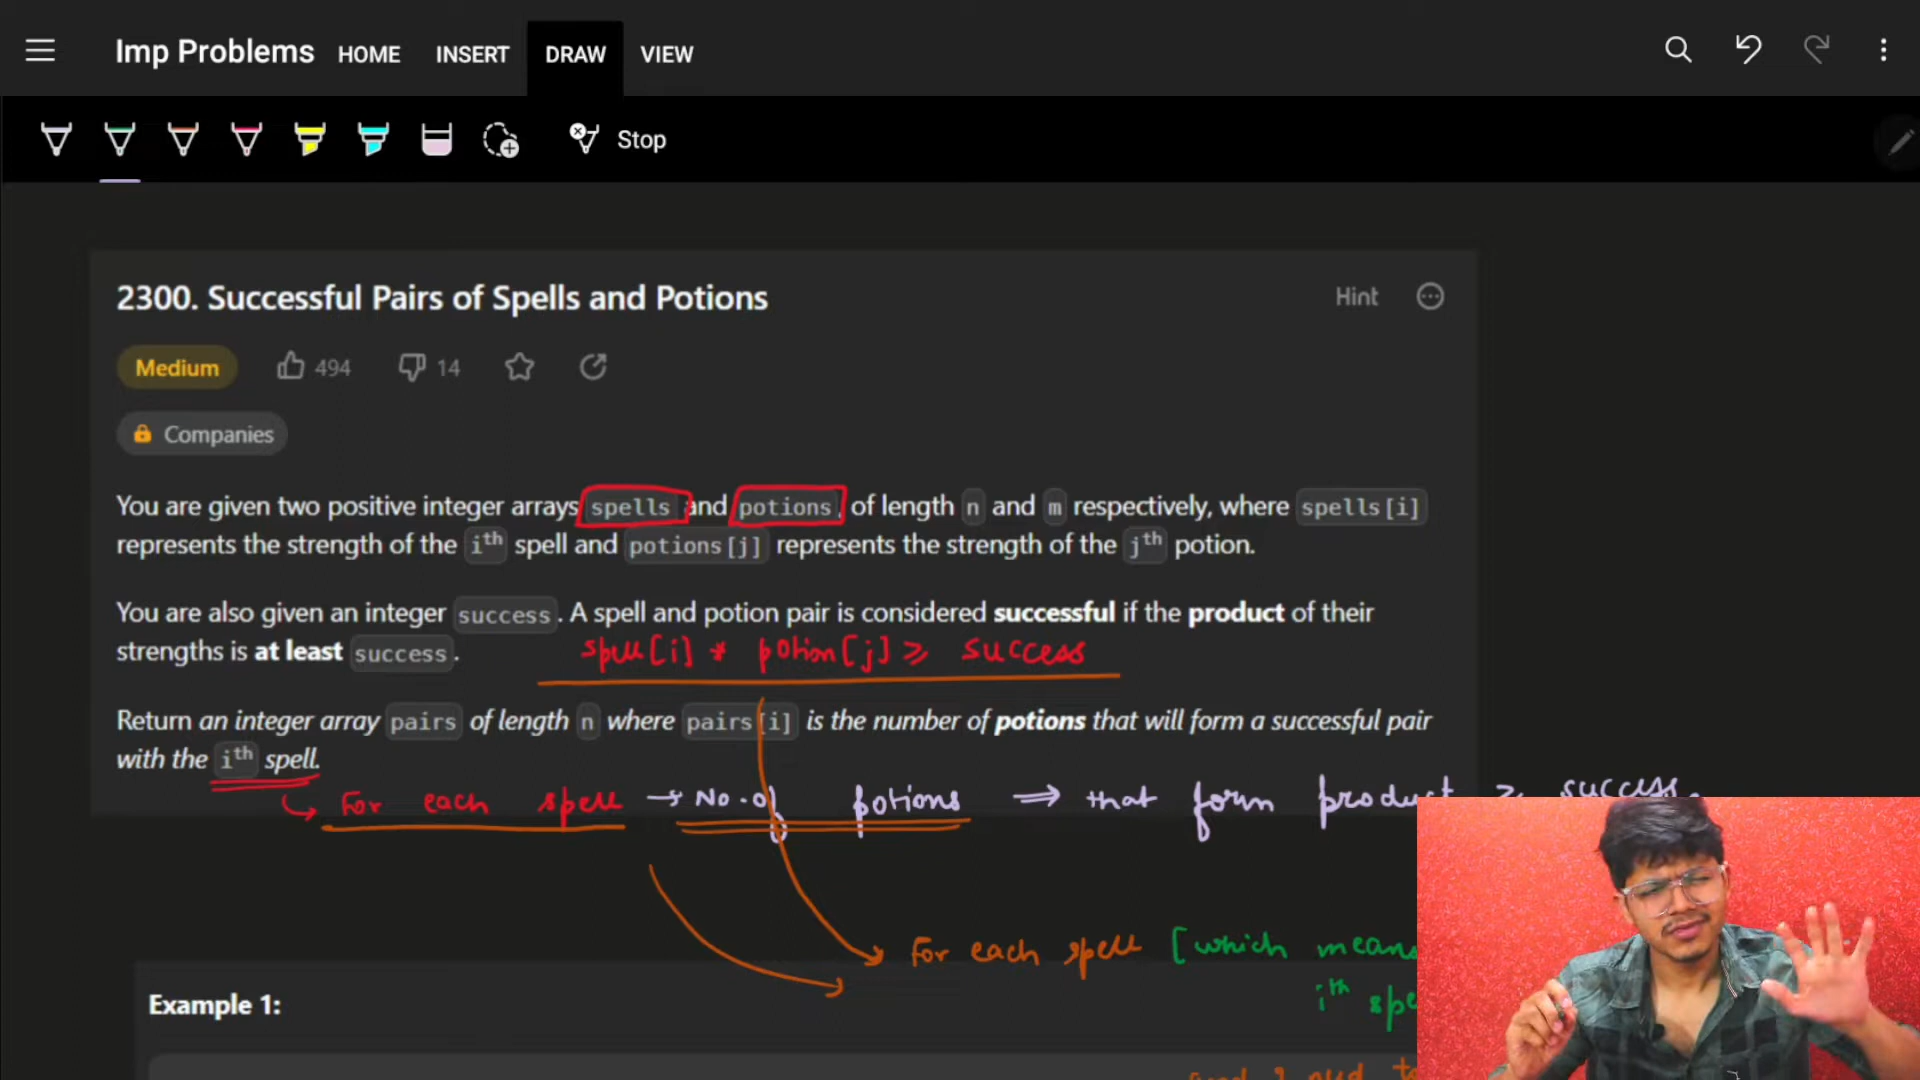 Imp Problems HOME INSERT DRAW VIEW
Stop
2300. Successful Pairs of Spells and Potions
Hint
Medium 494 14
Companies
You are given two positive integer arrays spells and potions, of length n and m respectively, where spells[i]
represents the strength of the ith spell and potions[j] represents the strength of the jth potion.
You are also given an integer success. A spell and potion pair is considered successful if the product of their
strengths is at least success.
spell[i] * potion[j] ≥ success
Return an integer array pairs of length n where pairs[i] is the number of potions that will form a successful pair
with the ith spell.
↳ For each spell → No. of potions ⇒ that form product ≥ success.
For each spell [which means
ith
Example 1: